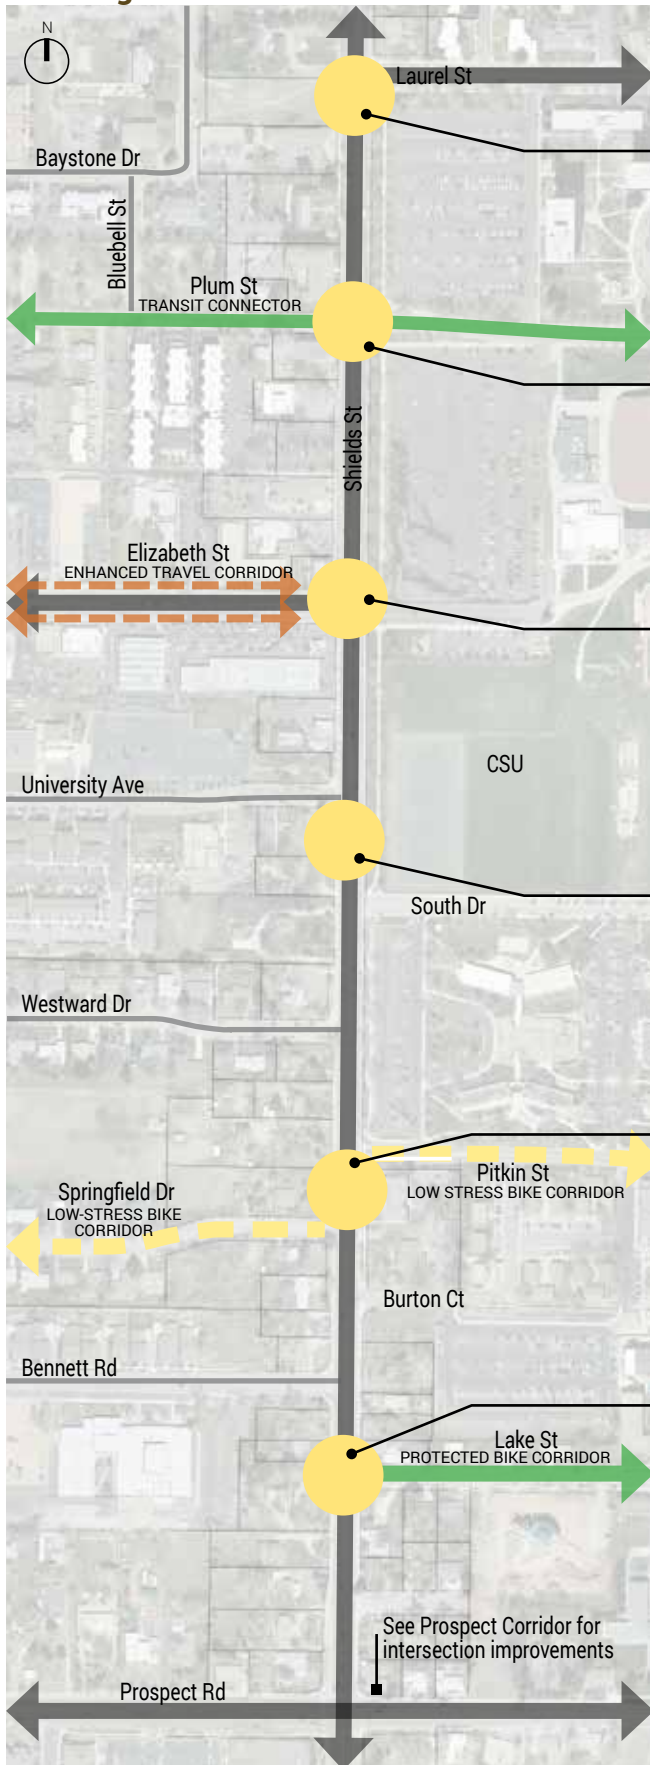 N
Laurel St
Baystone Dr
Bluebell St
Plum St
TRANSIT CONNECTOR
Shields St
Elizabeth St
ENHANCED TRAVEL CORRIDOR
CSU
University Ave
South Dr
Westward Dr
Pitkin St
LOW STRESS BIKE CORRIDOR
Springfield Dr
LOW-STRESS BIKE
CORRIDOR
Burton Ct
Bennett Rd
Lake St
PROTECTED BIKE CORRIDOR
See Prospect Corridor for
intersection improvements
Prospect Rd